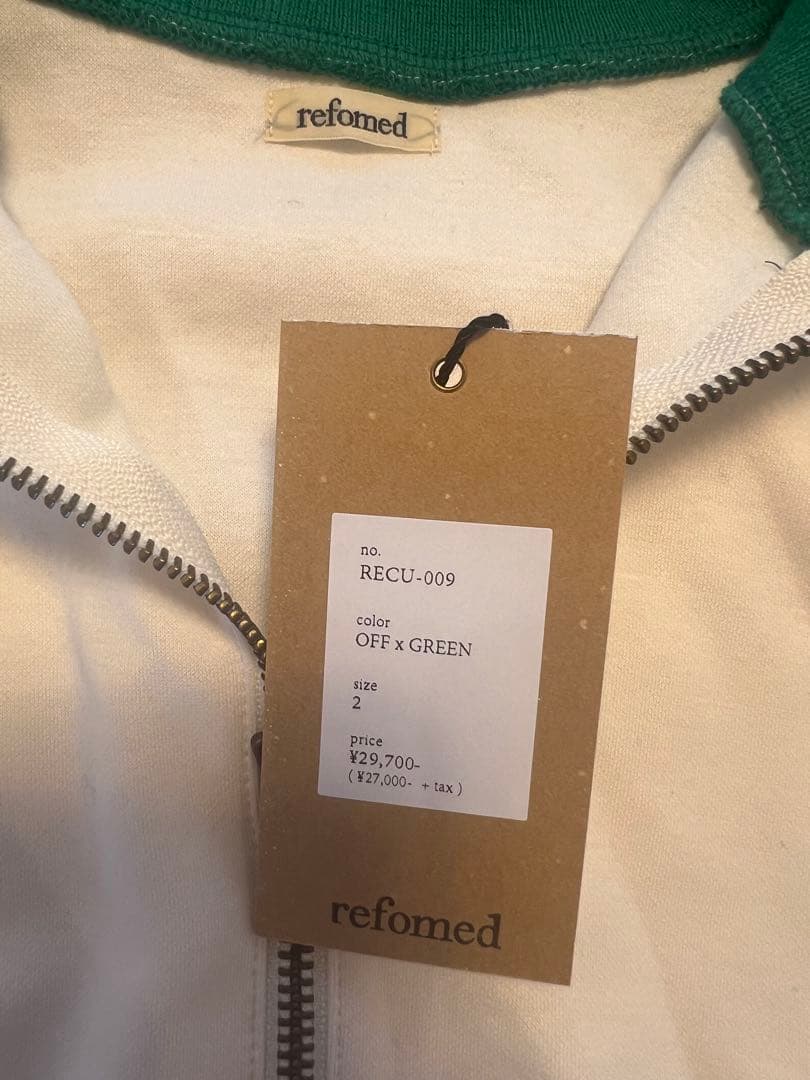 refomed
no.
RECU-009
color
OFF x GREEN
size
2
price
¥29,700-
( ¥27,000- + tax )
refomed